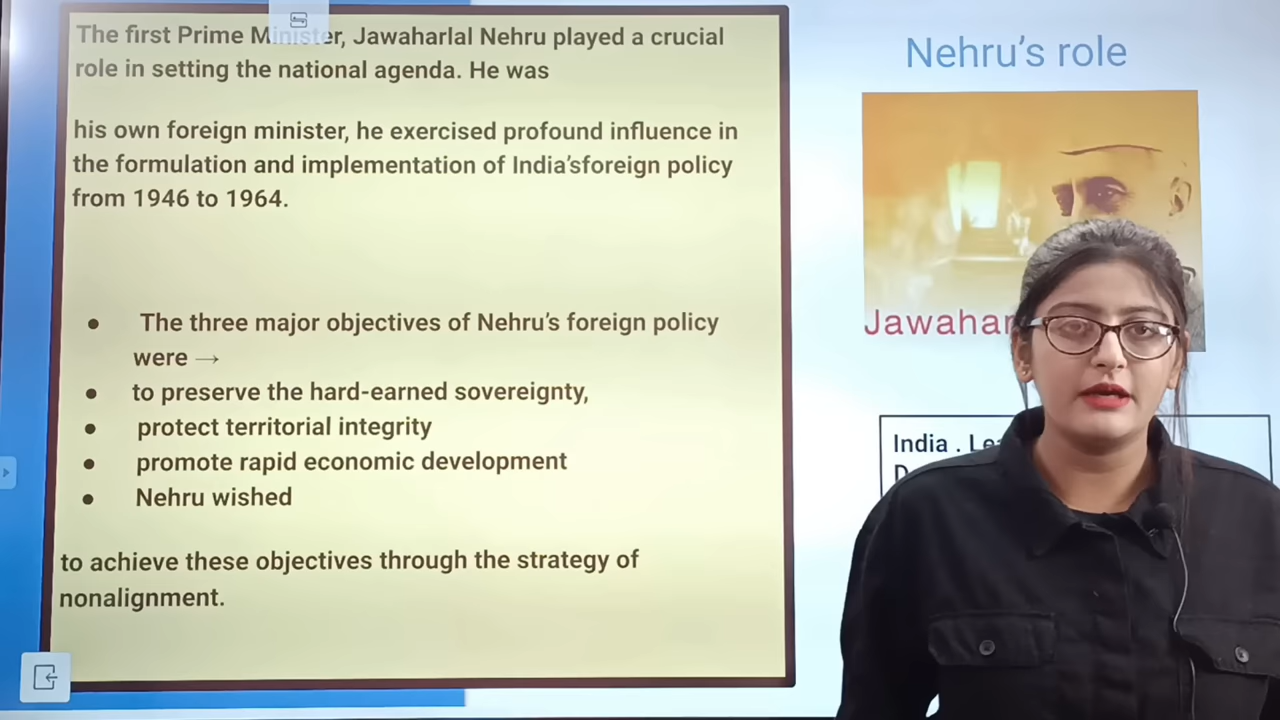 The first Prime Minister, Jawaharlal Nehru played a crucial
role in setting the national agenda. He was
his own foreign minister, he exercised profound influence in
the formulation and implementation of India'sforeign policy
from 1946 to 1964.
● The three major objectives of Nehru's foreign policy
were →
● to preserve the hard-earned sovereignty,
● protect territorial integrity
● promote rapid economic development
● Nehru wished
to achieve these objectives through the strategy of
nonalignment.
Nehru's role
India .